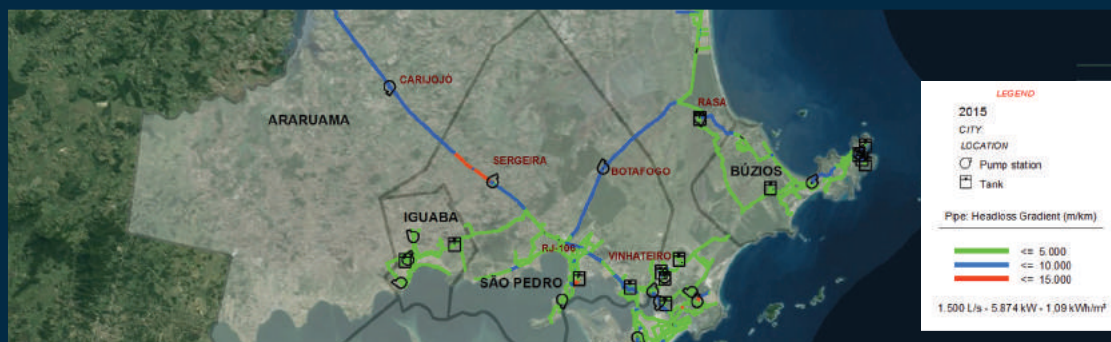 CARIJOJO
ARARUAMA
SERGEIRA
RASA
BOTAFOGO
BÚZIOS
IGUABA
RJ-106
VINHATEIRO
SÃO PEDRO
LEGEND
2015
CITY:
LOCATION
Pump station
Tank
Pipe: Headloss Gradient (m/km)
<= 5.000
<= 10.000
<= 15.000
1.500 L/s - 5.874 kW - 1,09 kWh/m³